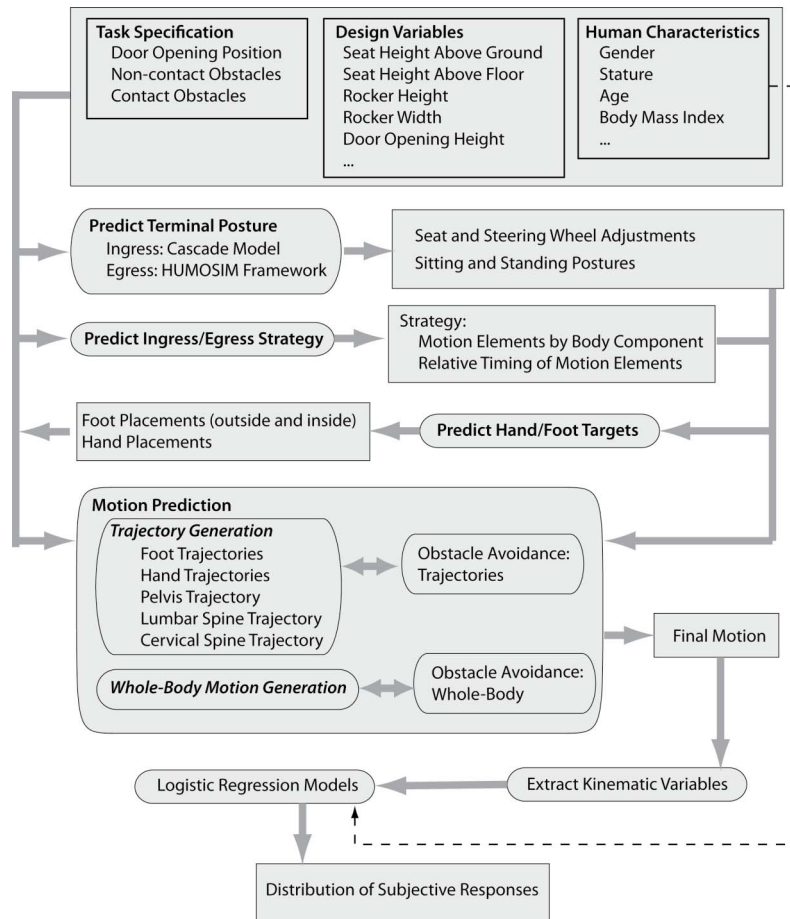 Task Specification
Door Opening Position
Non-contact Obstacles
Contact Obstacles
Design Variables
Seat Height Above Ground
Seat Height Above Floor
Rocker Height
Rocker Width
Door Opening Height
...
Human Characteristics
Gender
Stature
Age
Body Mass Index
...
Predict Terminal Posture
Ingress: Cascade Model
Egress: HUMOSIM Framework
Seat and Steering Wheel Adjustments
Sitting and Standing Postures
Predict Ingress/Egress Strategy
Strategy:
Motion Elements by Body Component
Relative Timing of Motion Elements
Foot Placements (outside and inside)
Hand Placements
Predict Hand/Foot Targets
Motion Prediction
Trajectory Generation
Foot Trajectories
Hand Trajectories
Pelvis Trajectory
Lumbar Spine Trajectory
Cervical Spine Trajectory
Obstacle Avoidance:
Trajectories
Whole-Body Motion Generation
Obstacle Avoidance:
Whole-Body
Final Motion
Logistic Regression Models
Extract Kinematic Variables
Distribution of Subjective Responses